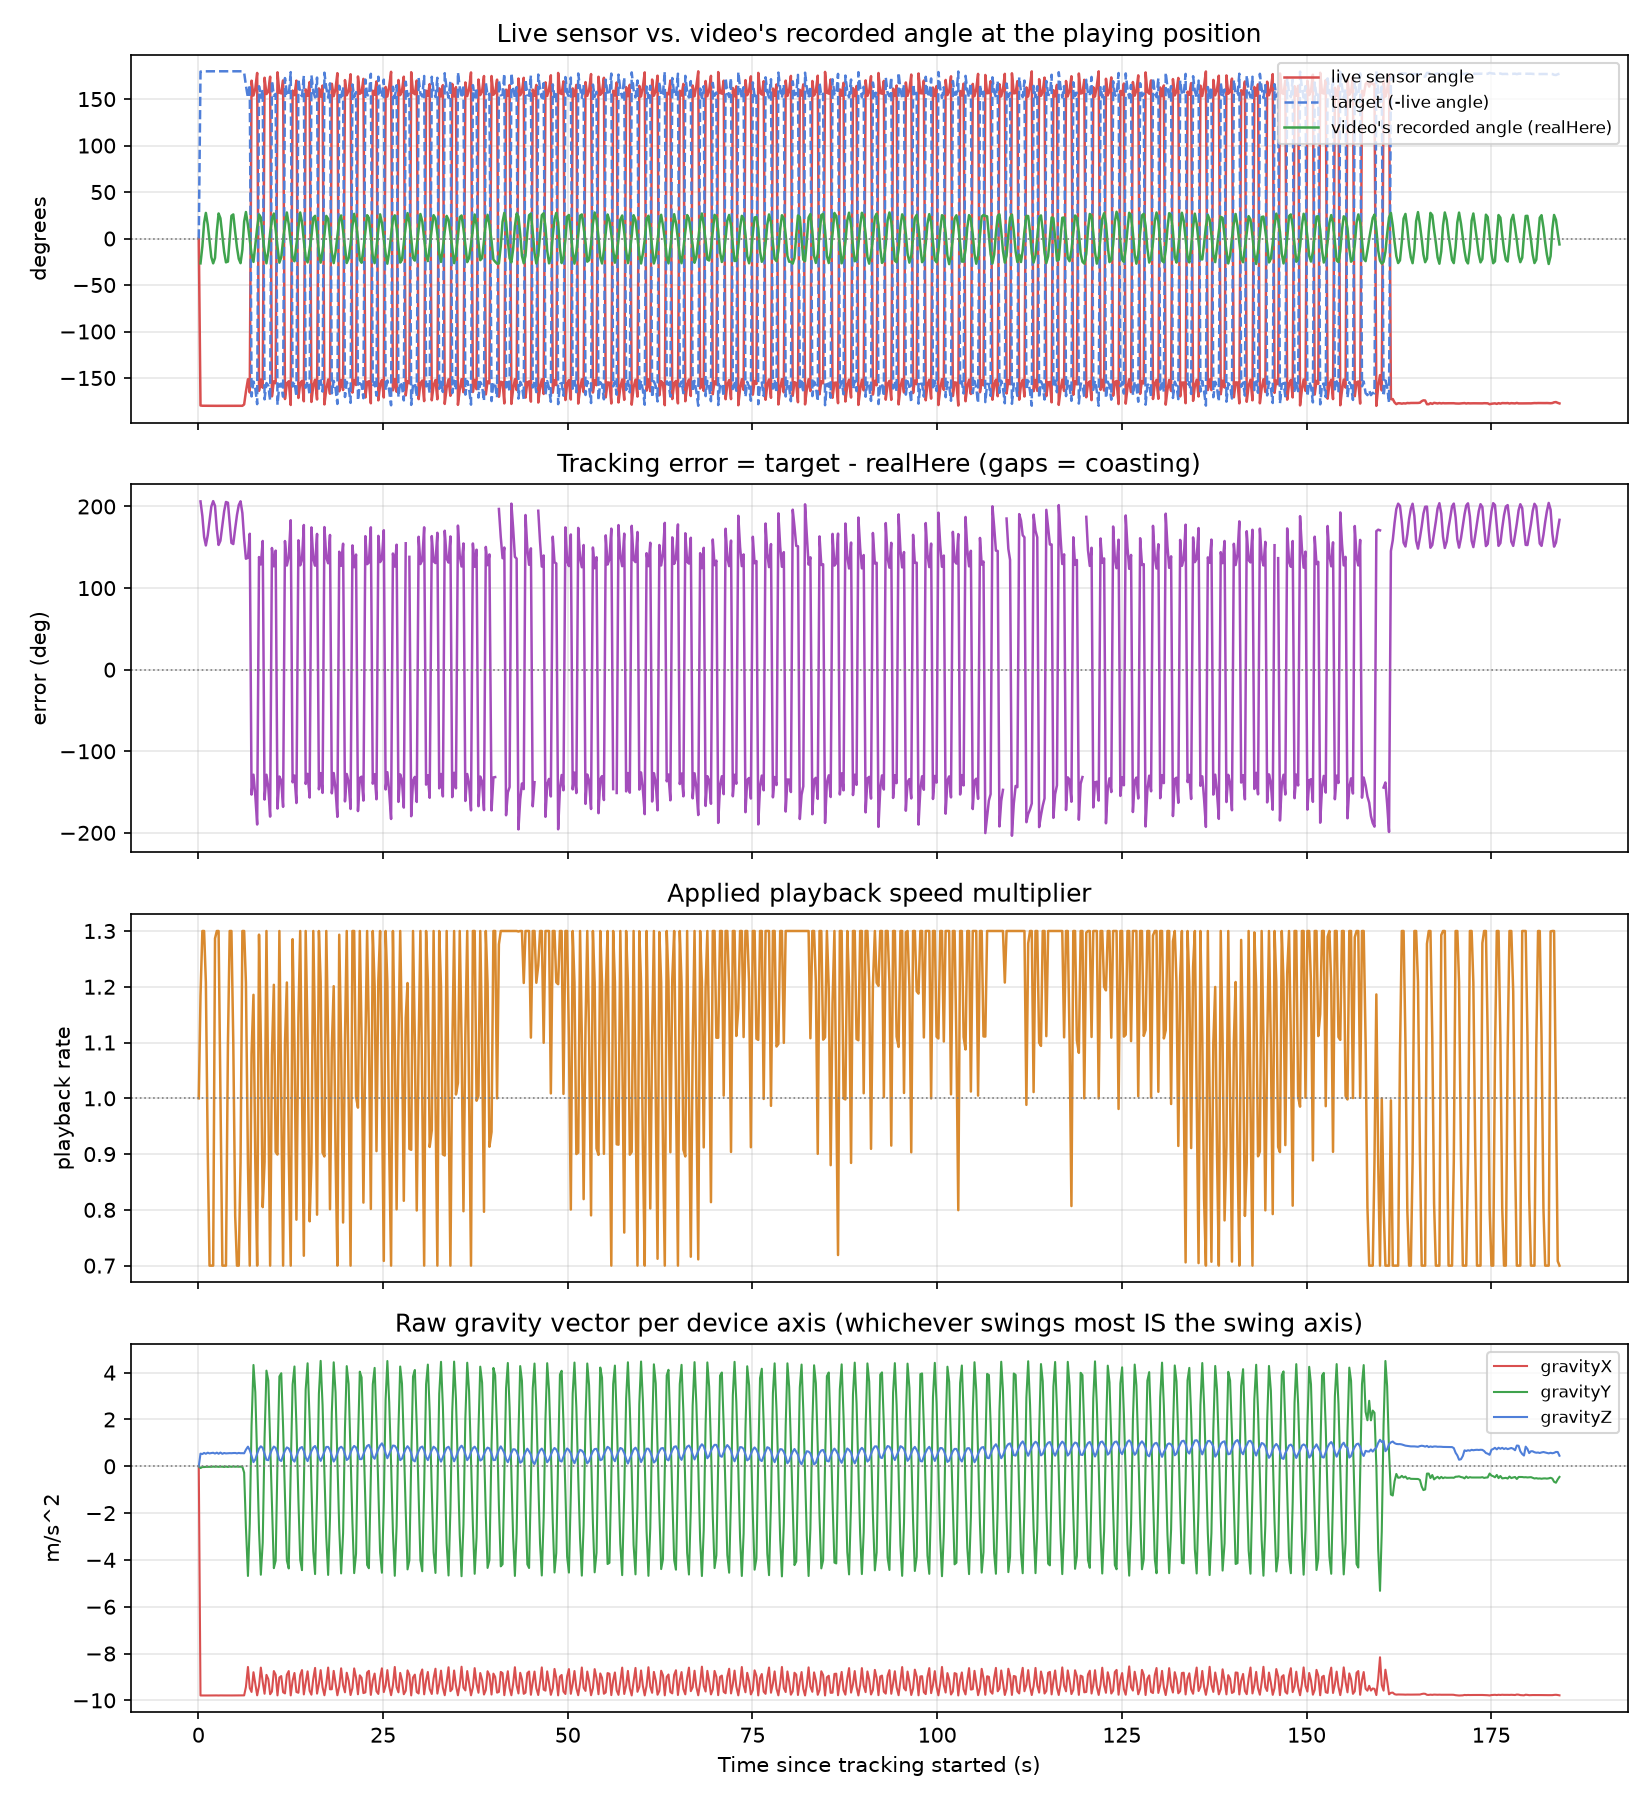 Live sensor vs. video's recorded angle at the playing position
live sensor angle
target (-live angle)
video's recorded angle (realHere)
150
100
50
0
−50
−100
−150
degrees
Tracking error = target - realHere (gaps = coasting)
200
100
0
−100
−200
error (deg)
Applied playback speed multiplier
1.3
1.2
1.1
1.0
0.9
0.8
0.7
playback rate
Raw gravity vector per device axis (whichever swings most IS the swing axis)
gravityX
gravityY
gravityZ
4
2
0
−2
−4
−6
−8
−10
m/s^2
0 25 50 75 100 125 150 175
Time since tracking started (s)